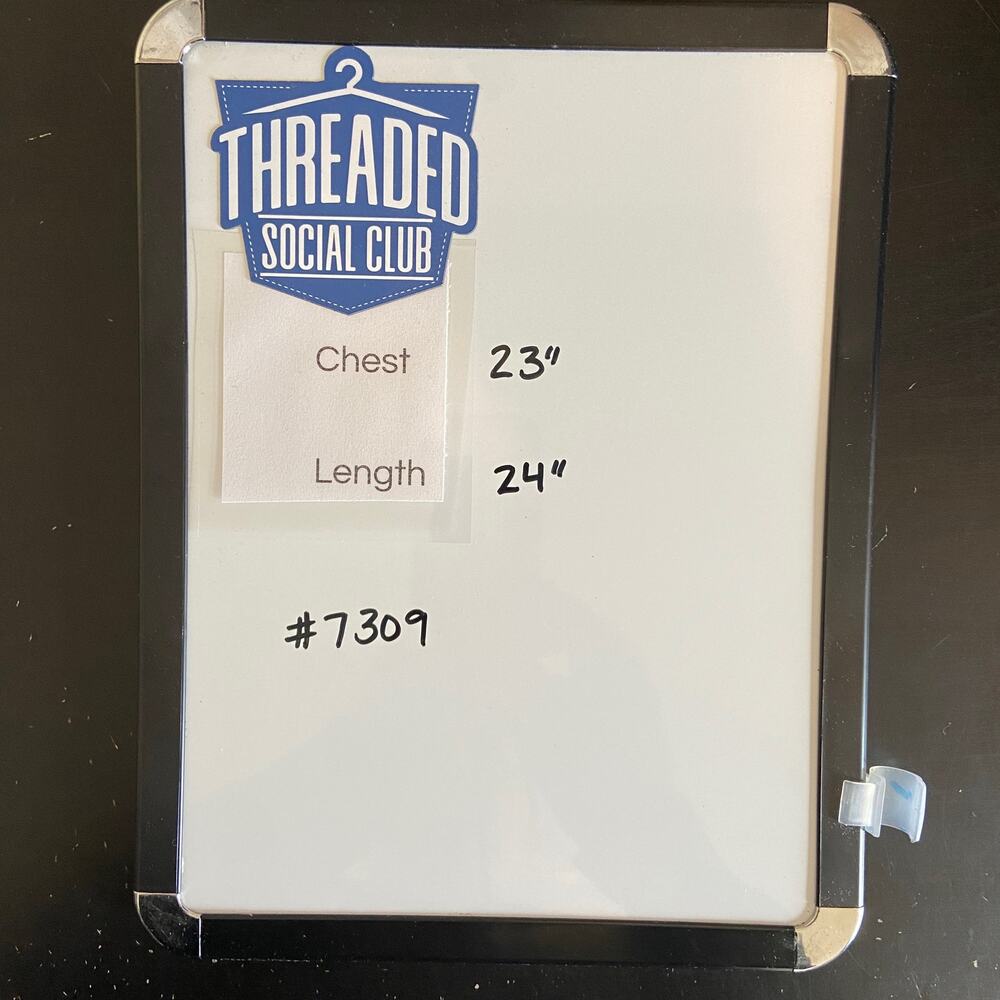 THREADED
SOCIAL CLUB
Chest 23"
Length 24"
#7309